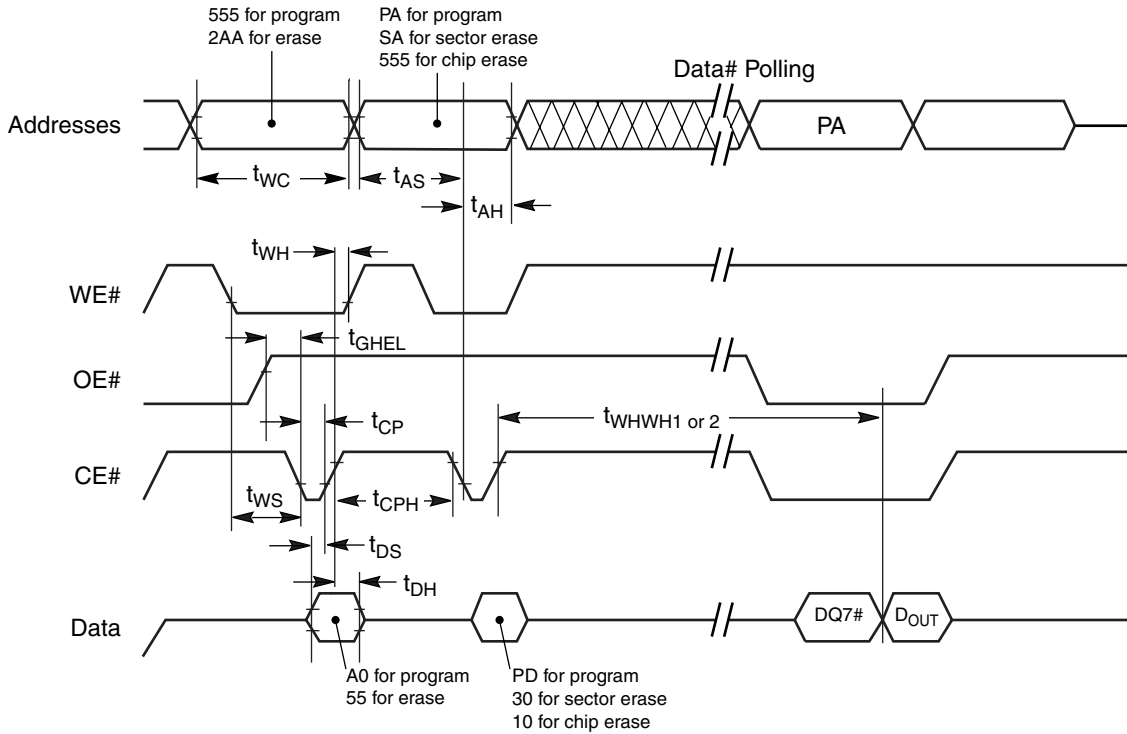 555 for program
2AA for erase
PA for program
SA for sector erase
555 for chip erase
Data# Polling
Addresses
PA
tWC
tAS
tAH
tWH
WE#
tGHEL
OE#
tCP
tWHWH1 or 2
CE#
tWS
tCPH
tDS
tDH
Data
DQ7#
DOUT
A0 for program
55 for erase
PD for program
30 for sector erase
10 for chip erase